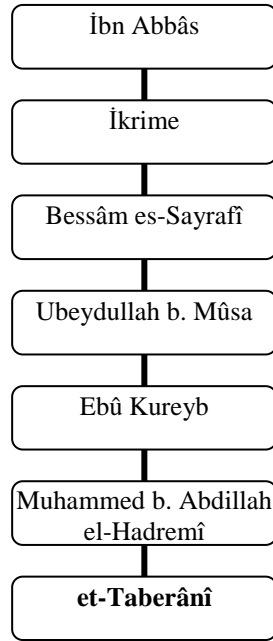 İbn Abbâs
İkrime
Bessâm es-Sayrafî
Ubeydullah b. Mûsa
Ebû Kureyb
Muhammed b. Abdillah
el-Hadremî
et-Taberânî